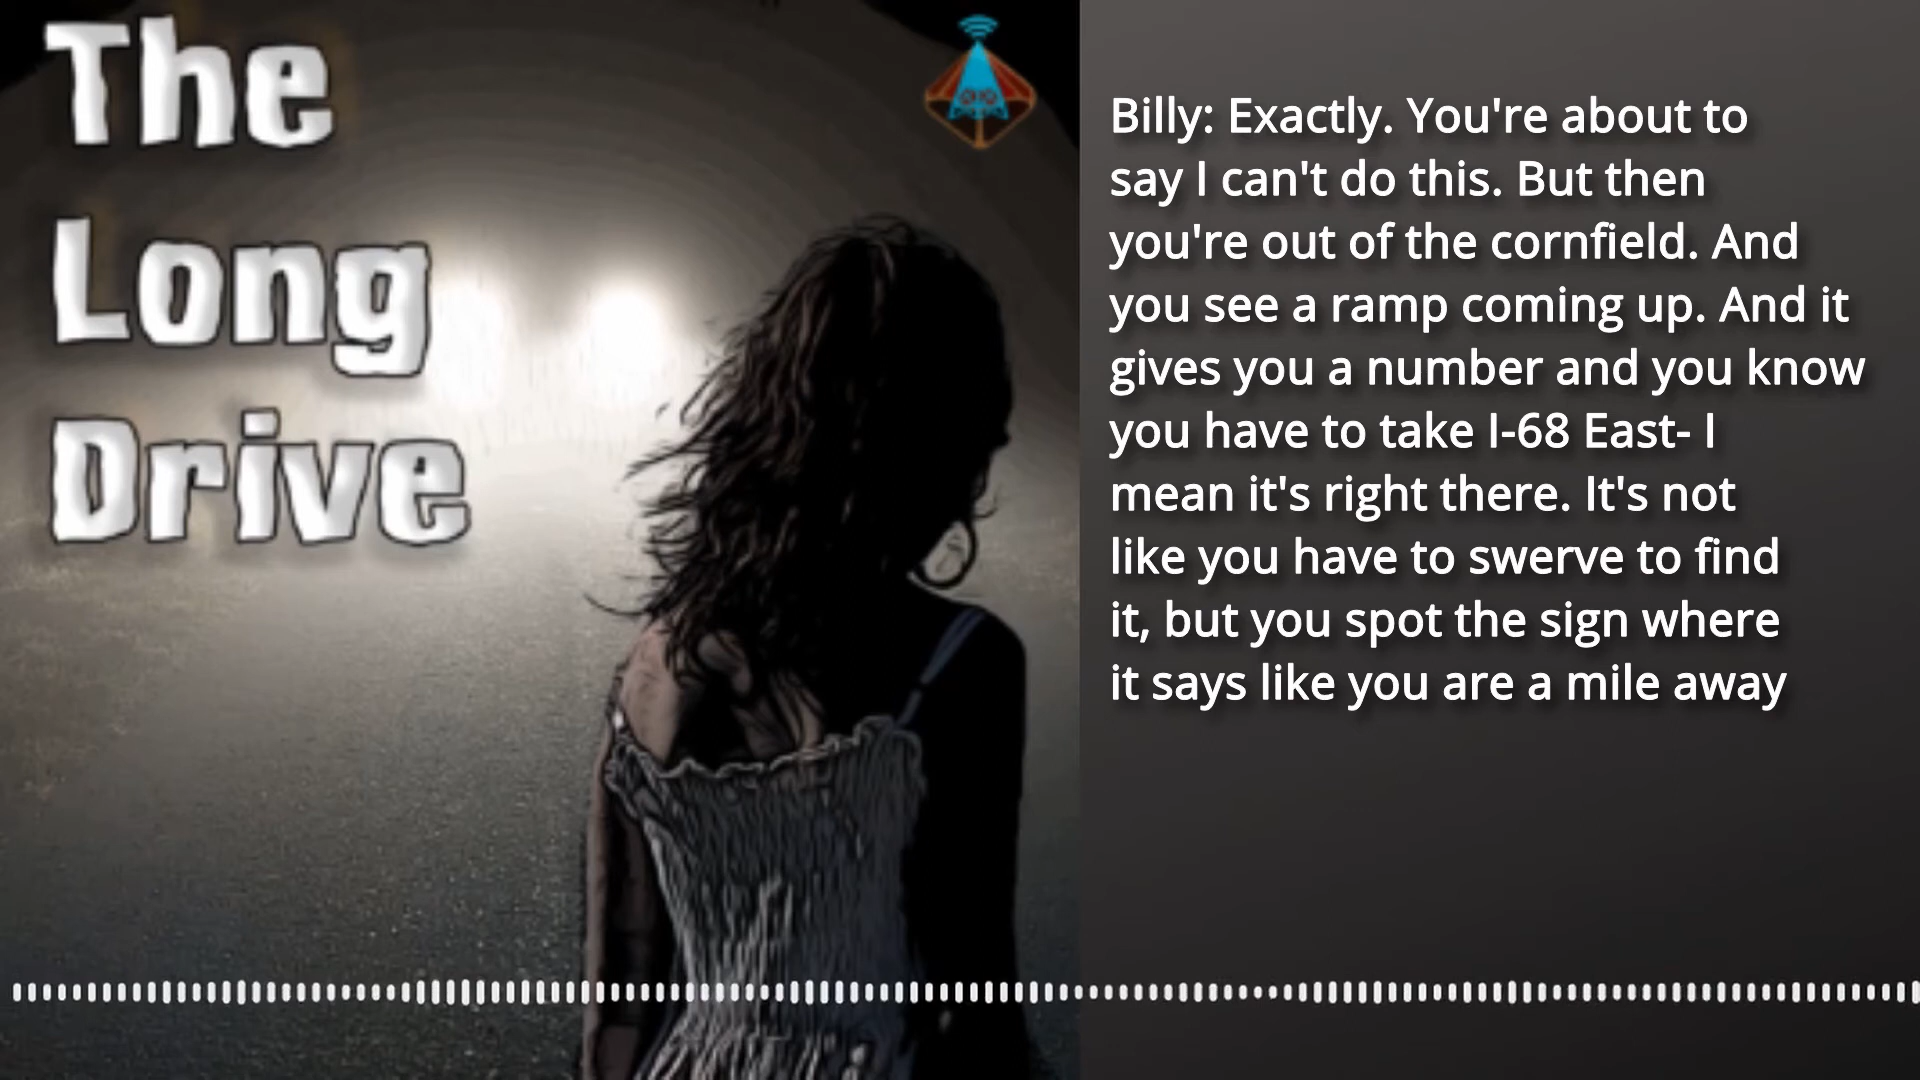 The
Long
Drive
Billy: Exactly. You're about to
say I can't do this. But then
you're out of the cornfield. And
you see a ramp coming up. And it
gives you a number and you know
you have to take I-68 East- I
mean it's right there. It's not
like you have to swerve to find
it, but you spot the sign where
it says like you are a mile away